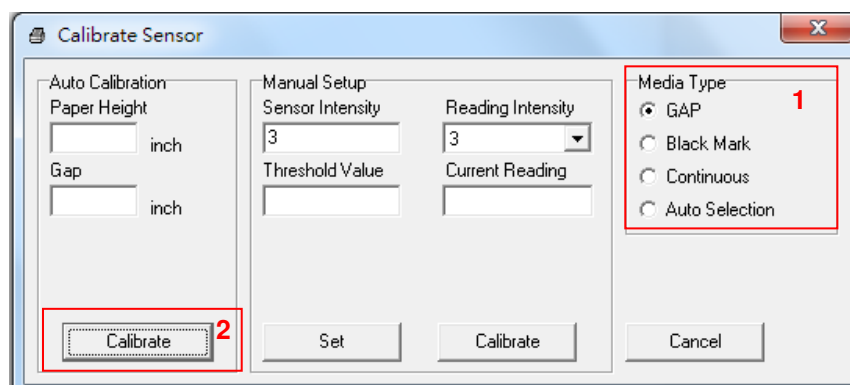 Calibrate Sensor
Auto Calibration
Paper Height
inch
Gap
inch
Calibrate
2
Manual Setup
Sensor Intensity
3
Reading Intensity
3
Threshold Value
Current Reading
Set
Calibrate
Media Type
1
GAP
Black Mark
Continuous
Auto Selection
Cancel